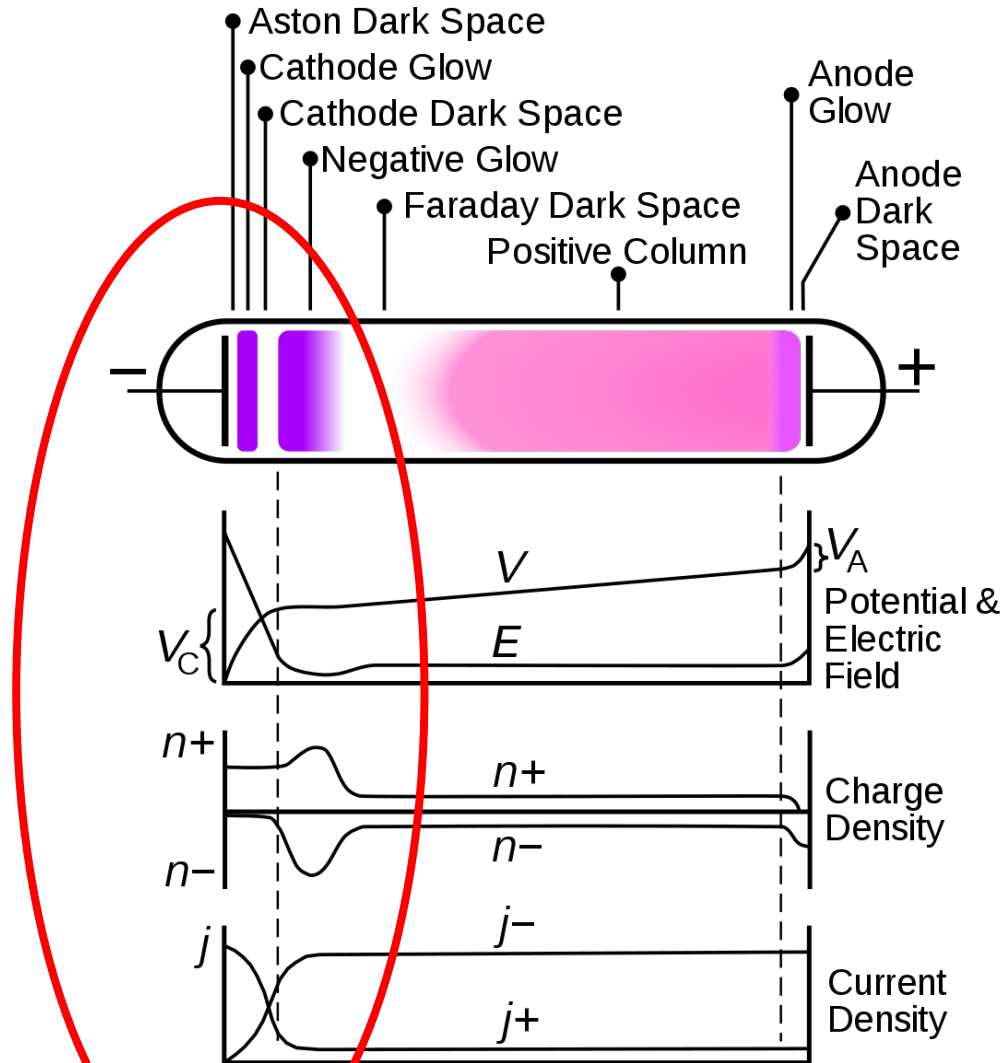 Aston Dark Space
Cathode Glow
Cathode Dark Space
Negative Glow
Faraday Dark Space
Positive Column
Anode
Glow
Anode
Dark
Space
−
+
V
VA
VC
E
Potential &
Electric
Field
n+
n+
n−
n−
Charge
Density
j
j−
j+
Current
Density